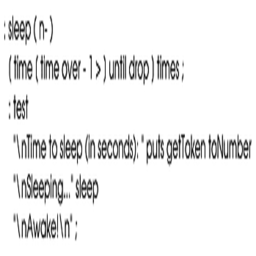 : sleep ( n- )
( time ( time over - 1 > ) until drop ) times ;
: test
"\nTime to sleep (in seconds): " puts getToken toNumber
"\nSleeping..." sleep
"\nAwake!\n" ;